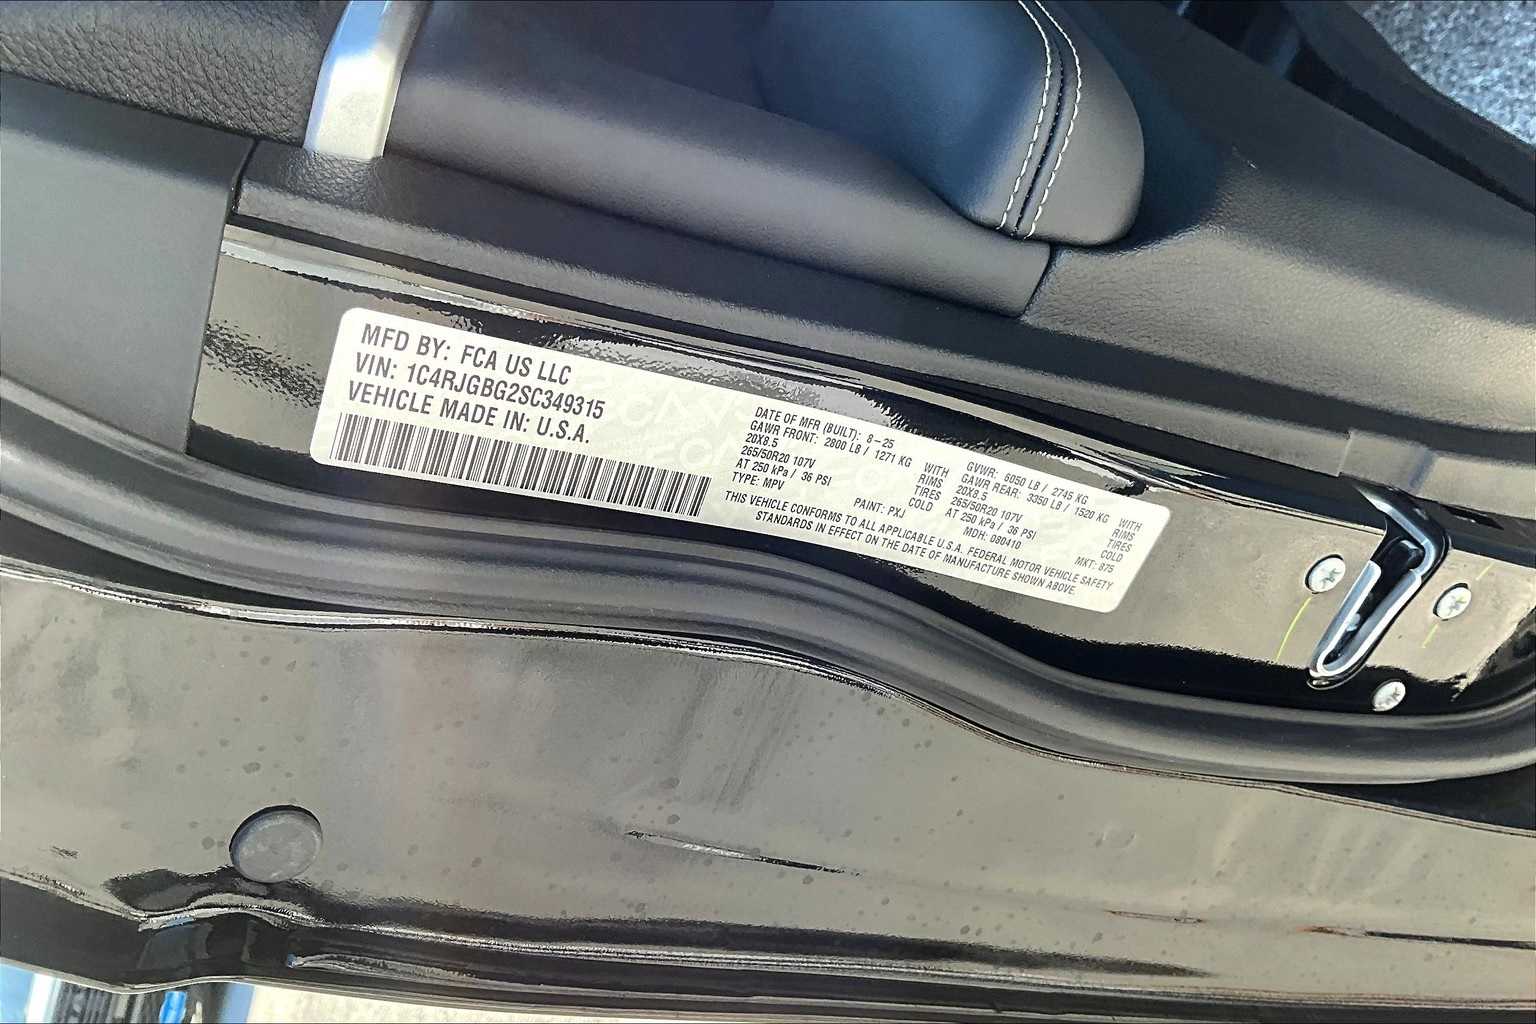 MFD BY: FCA US LLC
VIN: 1C4RJGBG2SC349315
VEHICLE MADE IN: U.S.A.
DATE OF MFR (BUILT): 8-25
GAWR FRONT: 2800 LB / 1271 KG WITH
20X8.5 RIMS
265/50R20 107V TIRES
AT 250 kPa / 36 PSI COLD
TYPE: MPV PAINT: PXJ
GVWR: 6050 LB / 2745 KG
GAWR REAR: 3350 LB / 1520 KG WITH
20X8.5 RIMS
265/50R20 107V TIRES
AT 250 kPa / 36 PSI COLD
MDH: 080410 MKT: 875
THIS VEHICLE CONFORMS TO ALL APPLICABLE U.S.A. FEDERAL MOTOR VEHICLE SAFETY
STANDARDS IN EFFECT ON THE DATE OF MANUFACTURE SHOWN ABOVE.